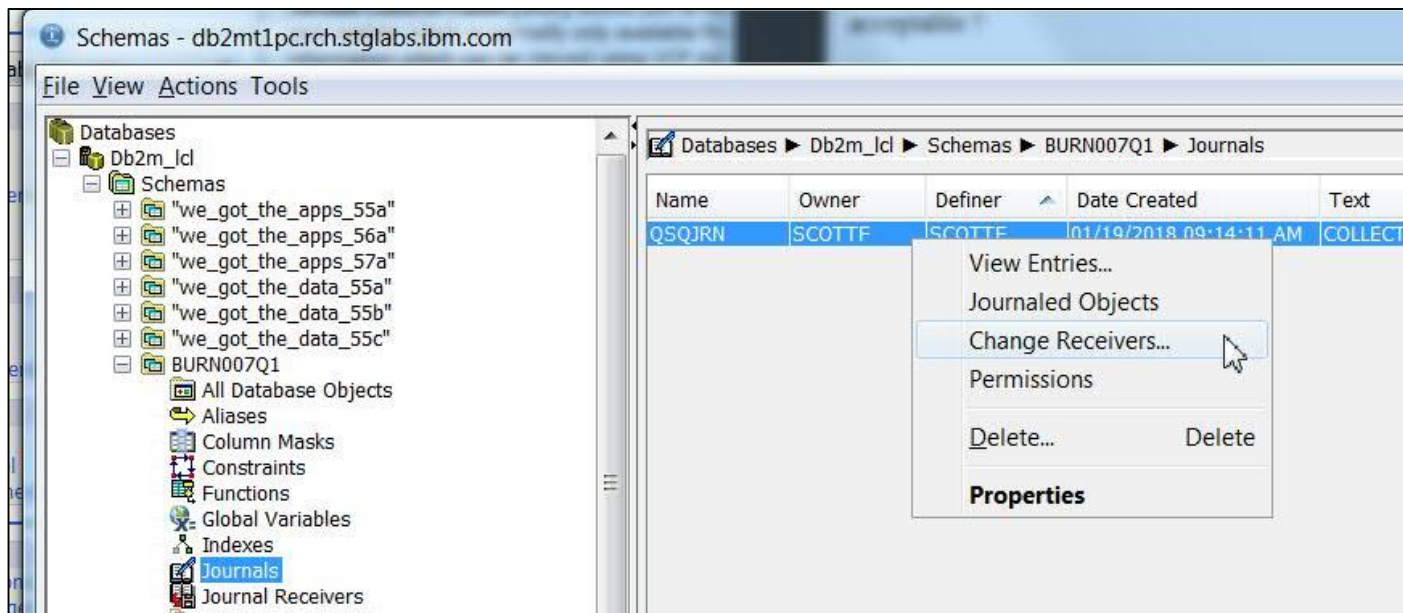 Schemas - db2mt1pc.rch.stglabs.ibm.com
File View Actions Tools
Databases
Db2m_lcl
Schemas
"we_got_the_apps_55a"
"we_got_the_apps_56a"
"we_got_the_apps_57a"
"we_got_the_data_55a"
"we_got_the_data_55b"
"we_got_the_data_55c"
BURN007Q1
All Database Objects
Aliases
Column Masks
Constraints
Functions
Global Variables
Indexes
Journals
Journal Receivers
Databases ▶ Db2m_lcl ▶ Schemas ▶ BURN007Q1 ▶ Journals
Name Owner Definer Date Created Text
QSQJRN SCOTTF SCOTTF 01/19/2018 09:14:11 AM COLLECT
View Entries...
Journaled Objects
Change Receivers...
Permissions
Delete... Delete
Properties